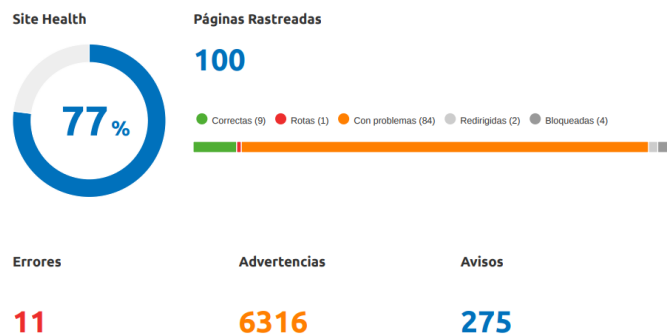 Site Health
Páginas Rastreadas
100
77 %
Correctas (9) Rotas (1) Con problemas (84) Redirigidas (2) Bloqueadas (4)
Errores Advertencias Avisos
11 6316 275